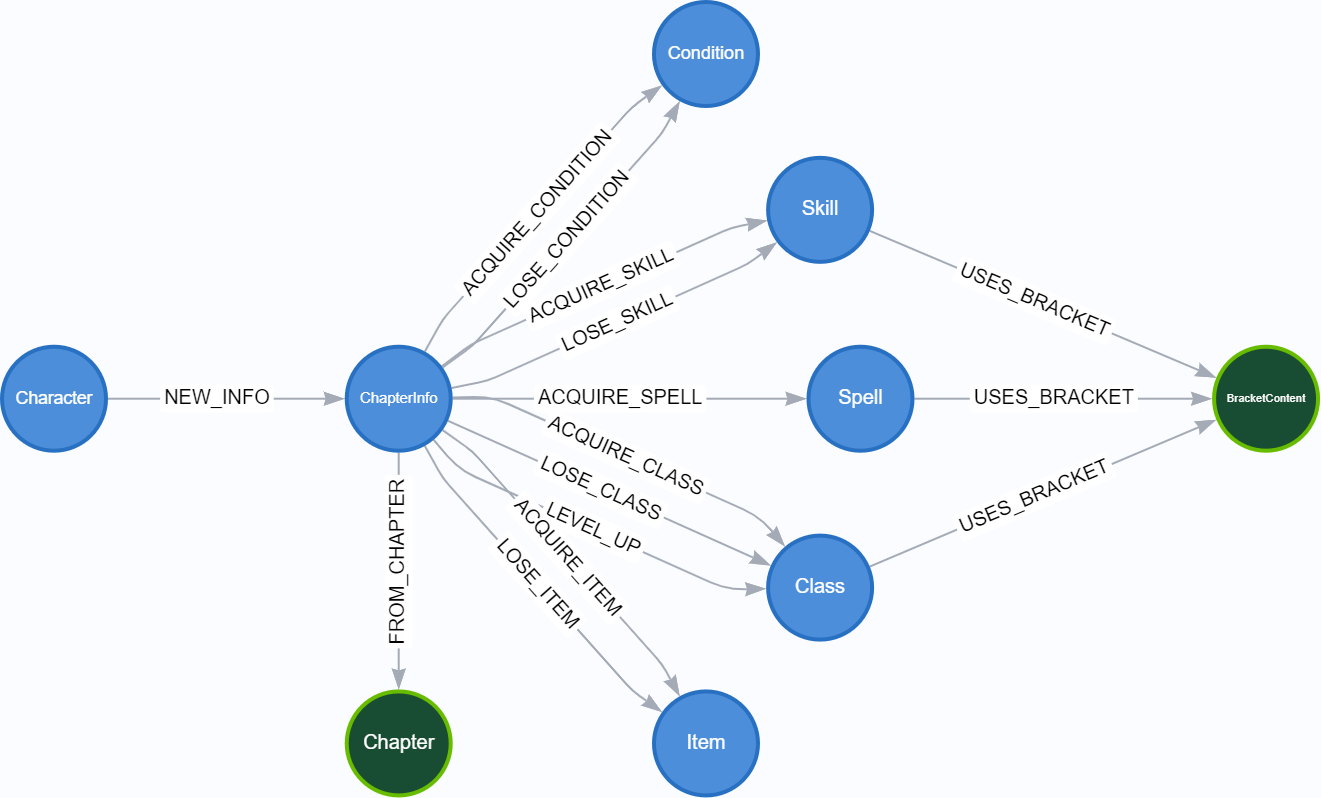 Condition
ACQUIRE_CONDITION
LOSE_CONDITION
Skill
ACQUIRE_SKILL
LOSE_SKILL
USES_BRACKET
Character
NEW_INFO
ChapterInfo
ACQUIRE_SPELL
Spell
USES_BRACKET
BracketContent
ACQUIRE_CLASS
LOSE_CLASS
LEVEL_UP
USES_BRACKET
Class
ACQUIRE_ITEM
LOSE_ITEM
FROM_CHAPTER
Chapter
Item